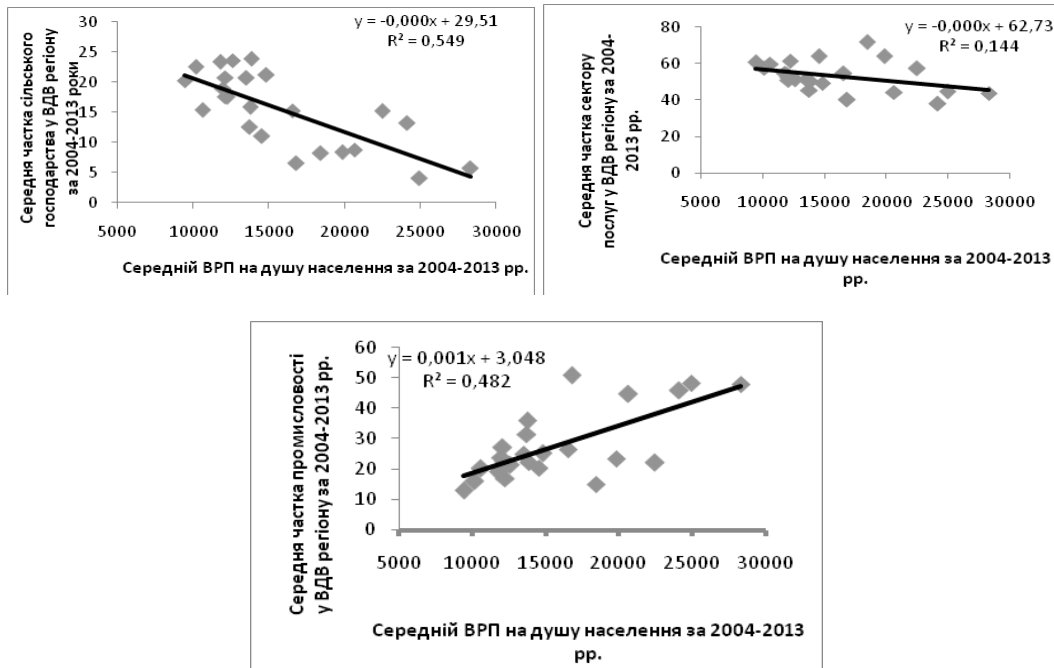 y = -0,000x + 29,51
R² = 0,549
30
25
20
15
10
5
0
5000 10000 15000 20000 25000 30000
Середня частка сільського
господарства у ВДВ регіону
за 2004-2013 роки
Середній ВРП на душу населення за 2004-2013 рр.
y = -0,000x + 62,73
R² = 0,144
80
60
40
20
0
5000 10000 15000 20000 25000 30000
Середня частка сектору
послуг у ВДВ регіону за 2004-
2013 рр.
Середній ВРП на душу населення за 2004-2013
рр.
y = 0,001x + 3,048
R² = 0,482
60
50
40
30
20
10
0
5000 10000 15000 20000 25000 30000
Середня частка промисловості
у ВДВ регіону за 2004-2013 рр.
Середній ВРП на душу населення за 2004-2013
рр.